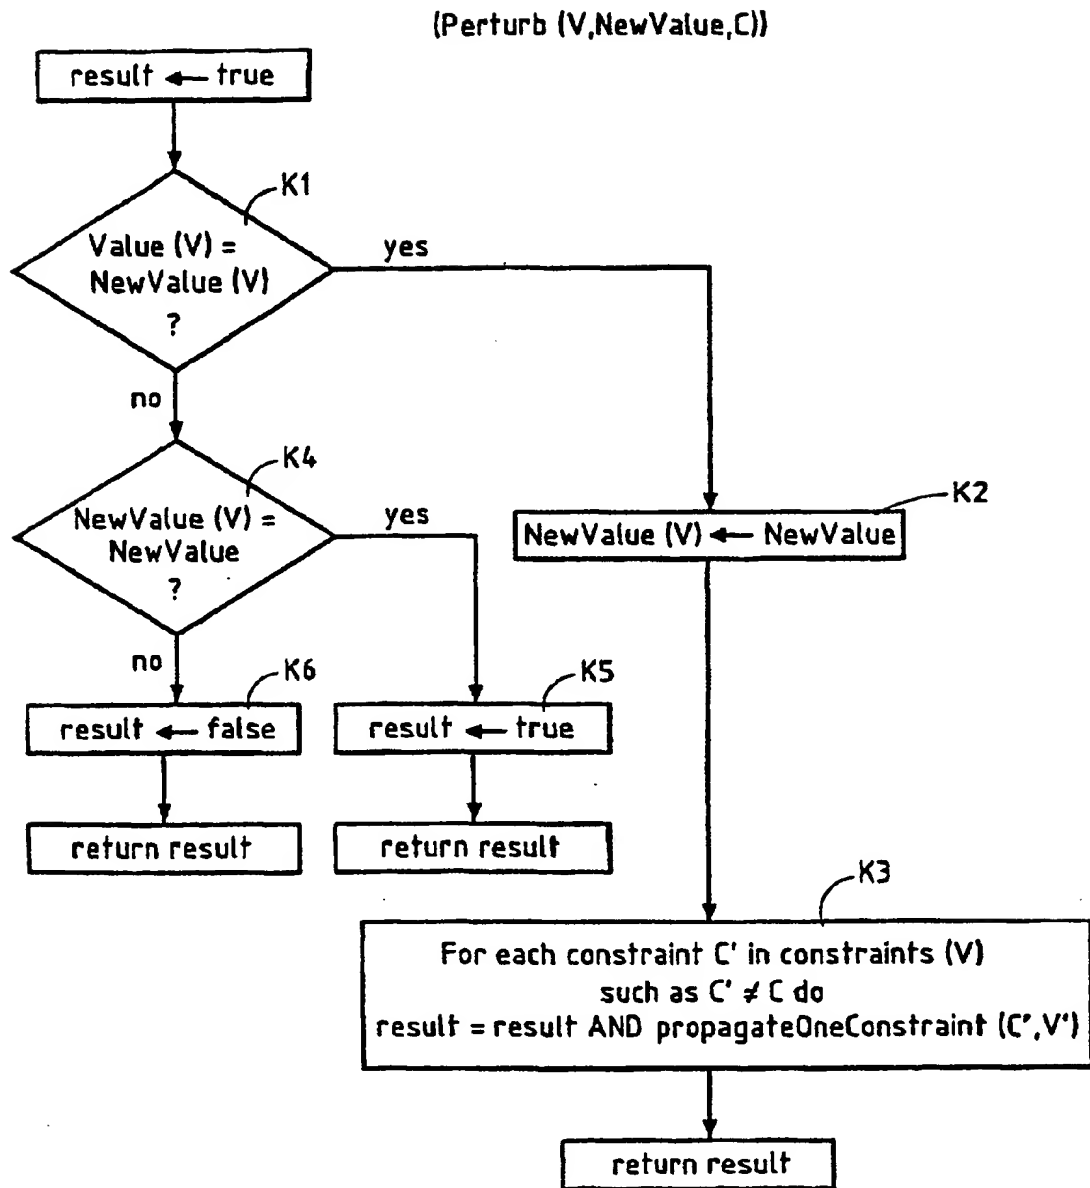 (Perturb (V,NewValue,C))
result ← true
K1
Value (V) =
NewValue (V)
?
yes
no
K4
NewValue (V) =
NewValue
?
yes
K2
NewValue (V) ← NewValue
no
K6
result ← false
K5
result ← true
return result
return result
K3
For each constraint C' in constraints (V)
such as C' ≠ C do
result = result AND propagateOneConstraint (C',V')
return result